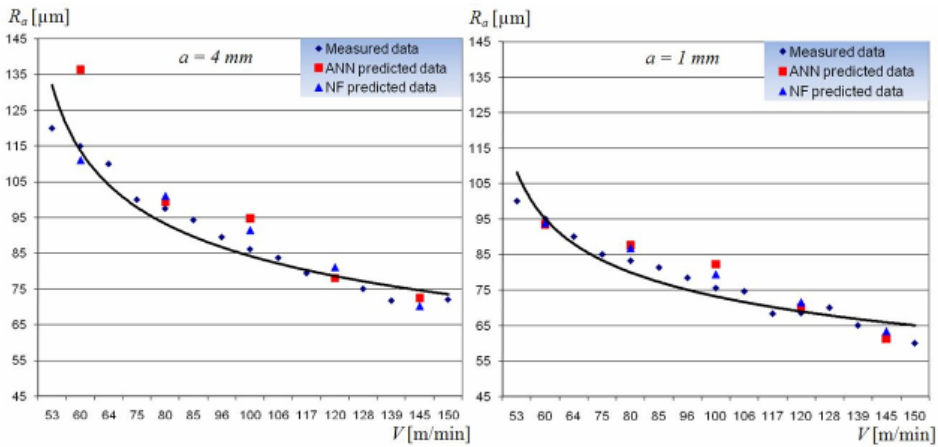 Ra [µm]
145
135
125
115
105
95
85
75
65
55
45
a = 4 mm
Measured data
ANN predicted data
NF predicted data
53 60 64 75 80 85 96 100 106 117 120 128 139 145 150
V [m/min]
Ra [µm]
145
135
125
115
105
95
85
75
65
55
45
a = 1 mm
Measured data
ANN predicted data
NF predicted data
53 60 64 75 80 85 96 100 106 117 120 128 139 145 150
V [m/min]